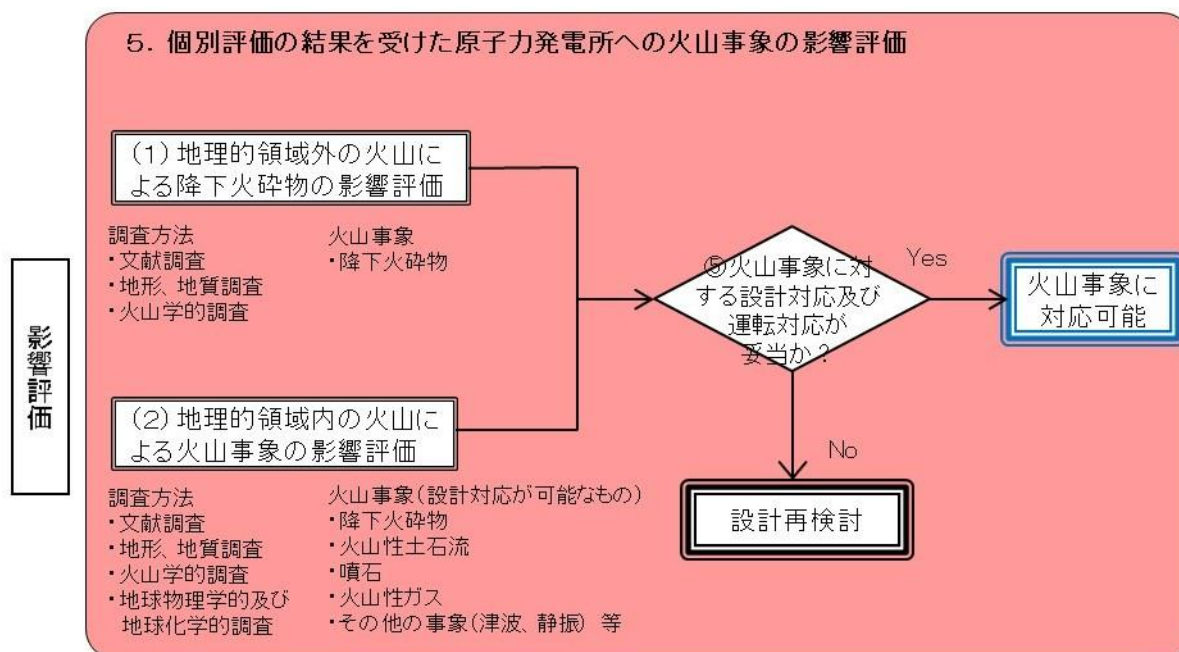 5. 個別評価の結果を受けた原子力発電所への火山事象の影響評価
影響評価
(1) 地理的領域外の火山に
よる降下火砕物の影響評価
調査方法
・文献調査
・地形、地質調査
・火山学的調査
火山事象
・降下火砕物
(2) 地理的領域内の火山に
よる火山事象の影響評価
調査方法
・文献調査
・地形、地質調査
・火山学的調査
・地球物理学的及び
地球化学的調査
火山事象(設計対応が可能なもの)
・降下火砕物
・火山性土石流
・噴石
・火山性ガス
・その他の事象(津波、静振) 等
⑤火山事象に対
する設計対応及び
運転対応が
妥当か?
Yes
火山事象に
対応可能
No
設計再検討